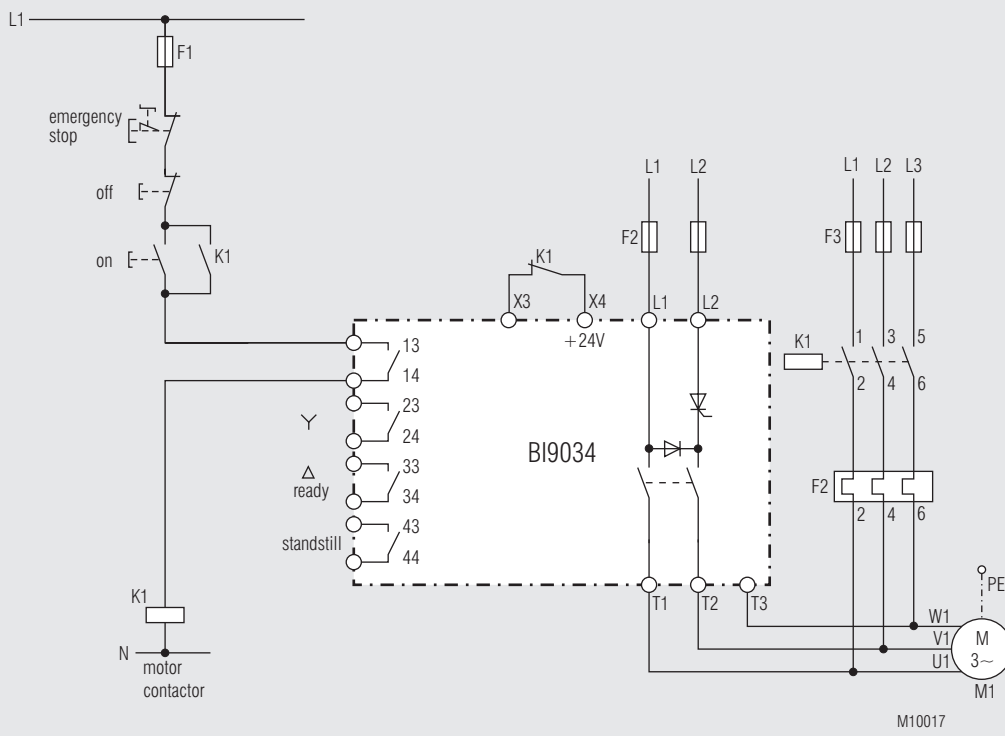 L1
F1
emergency
stop
off
on
K1
L1 L2
F2
L1 L2 L3
F3
K1
X3 X4
+24V
L1 L2
K1
1 3 5
2 4 6
13
14
23
24
33
34
43
44
Y
Δ
ready
standstill
BI9034
F2
2 4 6
T1 T2 T3
PE
W1
V1
U1
M
3~
M1
K1
N
motor
contactor
M10017